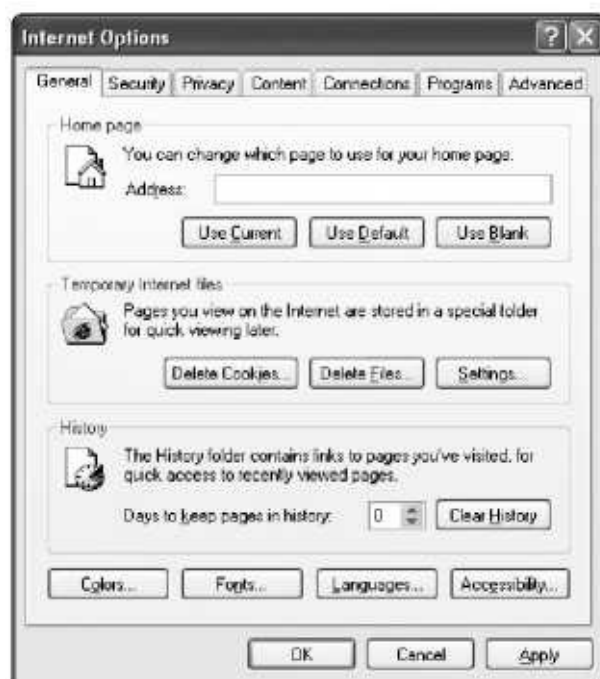 Internet Options
General Security Privacy Content Connections Programs Advanced
Home page
You can change which page to use for your home page.
Address:
Use Current Use Default Use Blank
Temporary Internet files
Pages you view on the Internet are stored in a special folder
for quick viewing later.
Delete Cookies... Delete Files... Settings...
History
The History folder contains links to pages you've visited, for
quick access to recently viewed pages.
Days to keep pages in history: 0 Clear History
Colors... Fonts... Languages... Accessibility...
OK Cancel Apply